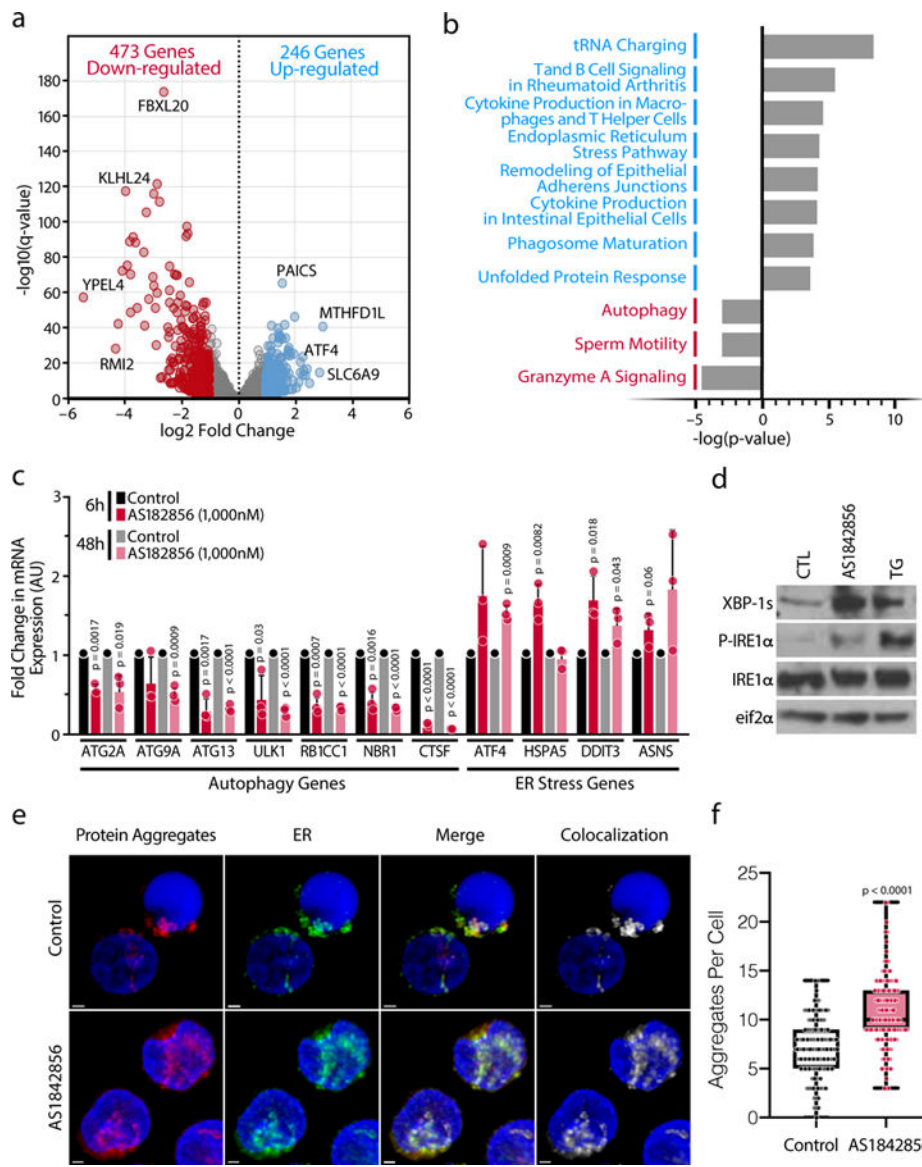 a
473 Genes
Down-regulated
246 Genes
Up-regulated
FBXL20
KLHL24
YPEL4
RMI2
PAICS
MTHFD1L
ATF4
SLC6A9
-log10(q-value)
180
160
140
120
100
80
60
40
20
0
−6
−4
−2
0
2
4
6
log2 Fold Change
b
tRNA Charging
Tand B Cell Signaling
in Rheumatoid Arthritis
Cytokine Production in Macro-
phages and T Helper Cells
Endoplasmic Reticulum
Stress Pathway
Remodeling of Epithelial
Adherens Junctions
Cytokine Production
in Intestinal Epithelial Cells
Phagosome Maturation
Unfolded Protein Response
Autophagy
Sperm Motility
Granzyme A Signaling
−5
0
5
10
-log(p-value)
c
6h
Control
AS182856 (1,000nM)
48h
Control
AS182856 (1,000nM)
Fold Change in mRNA
Expression (AU)
3
2
1
0
p = 0.0017
p = 0.019
p = 0.0009
p = 0.0017
p < 0.0001
p = 0.03
p < 0.0001
p = 0.0007
p < 0.0001
p = 0.0016
p < 0.0001
p < 0.0001
p < 0.0001
p = 0.0009
p = 0.0082
p = 0.018
p = 0.043
p = 0.06
ATG2A
ATG9A
ATG13
ULK1
RB1CC1
NBR1
CTSF
ATF4
HSPA5
DDIT3
ASNS
Autophagy Genes
ER Stress Genes
d
CTL
AS1842856
TG
XBP-1s
P-IRE1α
IRE1α
eif2α
e
Protein Aggregates
ER
Merge
Colocalization
Control
AS1842856
f
Aggregates Per Cell
25
20
15
10
5
0
p < 0.0001
Control
AS184285